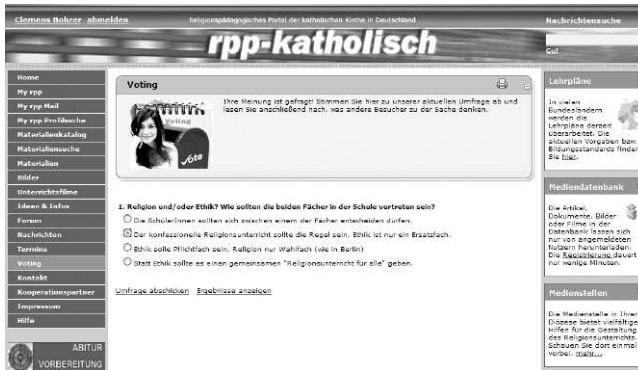 Clemens Bohrer abmelden
Religionspädagogisches Portal der katholischen Kirche in Deutschland
Nachrichtensuche
rpp-katholisch
Go!
Home
My rpp
My rpp Mail
My rpp Profilsuche
Materialienkatalog
Materialiensuche
Materialien
Bilder
Unterrichtsfilme
Ideen & Infos
Forum
Nachrichten
Termine
Voting
Kontakt
Kooperationspartner
Impressum
Hilfe
ABITUR
VORBEREITUNG
Voting
Voting
Vote
Ihre Meinung ist gefragt! Stimmen Sie hier zu unserer aktuellen Umfrage ab und
lesen Sie anschließend nach, was andere Besucher zu der Sache denken.
1. Religion und/oder Ethik? Wie sollten die beiden Fächer in der Schule vertreten sein?
Die SchülerInnen sollten sich zwischen einem der Fächer entscheiden dürfen.
Der konfessionelle Religionsunterricht sollte die Regel sein. Ethik ist nur ein Ersatzfach.
Ethik solle Pflichtfach sein, Religion nur Wahlfach (wie in Berlin)
Statt Ethik sollte es einen gemeinsamen "Religionsunterricht für alle" geben.
Umfrage abschicken Ergebnisse anzeigen
Lehrpläne
In vielen
Bundesländern
werden die
Lehrpläne derzeit
überarbeitet. Die
aktuellen Vorgaben bzw.
Bildungsstandards finden
Sie hier.
Mediendatenbank
Die Artikel,
Dokumente, Bilder
oder Filme in der
Datenbank lassen sich
nur von angemeldeten
Nutzern herunterladen.
Die Registrierung dauert
nur wenige Minuten.
Medienstellen
Die Medienstelle in Ihrer
Diözese bietet vielfältige
Hilfen für die Gestaltung
des Religionsunterrichts.
Schauen Sie dort einmal
vorbei. mehr...